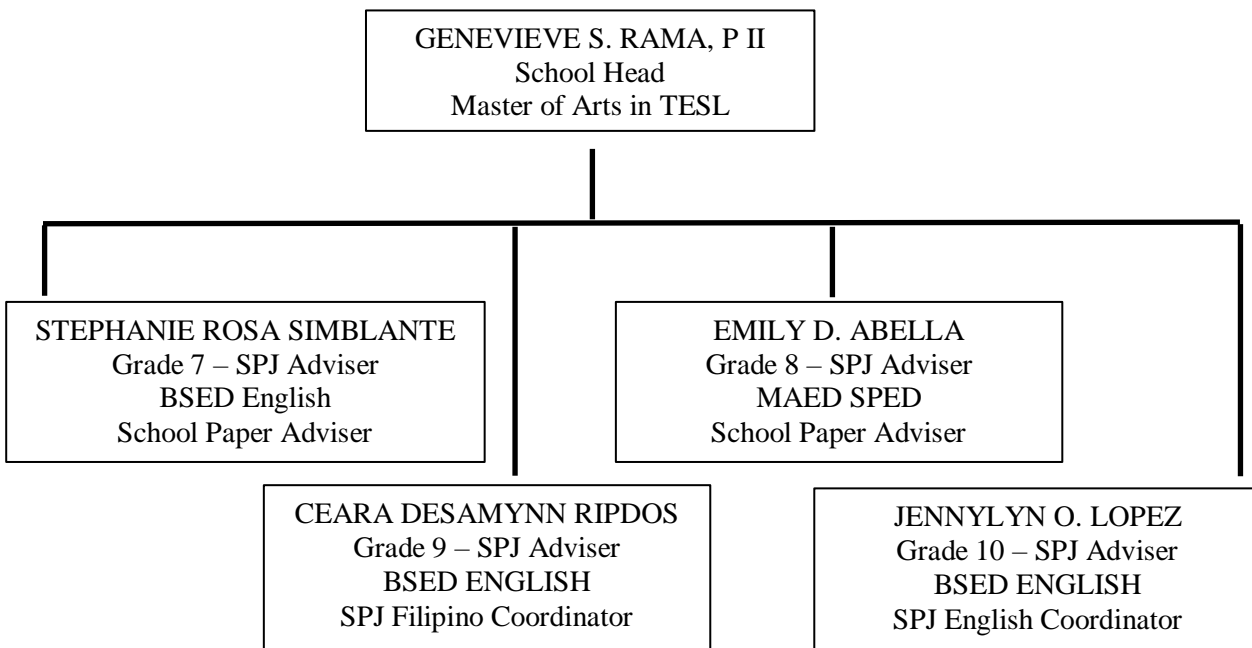 GENEVIEVE S. RAMA, P II
School Head
Master of Arts in TESL
STEPHANIE ROSA SIMBLANTE
Grade 7 – SPJ Adviser
BSED English
School Paper Adviser
EMILY D. ABELLA
Grade 8 – SPJ Adviser
MAED SPED
School Paper Adviser
CEARA DESAMYNN RIPDOS
Grade 9 – SPJ Adviser
BSED ENGLISH
SPJ Filipino Coordinator
JENNYLYN O. LOPEZ
Grade 10 – SPJ Adviser
BSED ENGLISH
SPJ English Coordinator